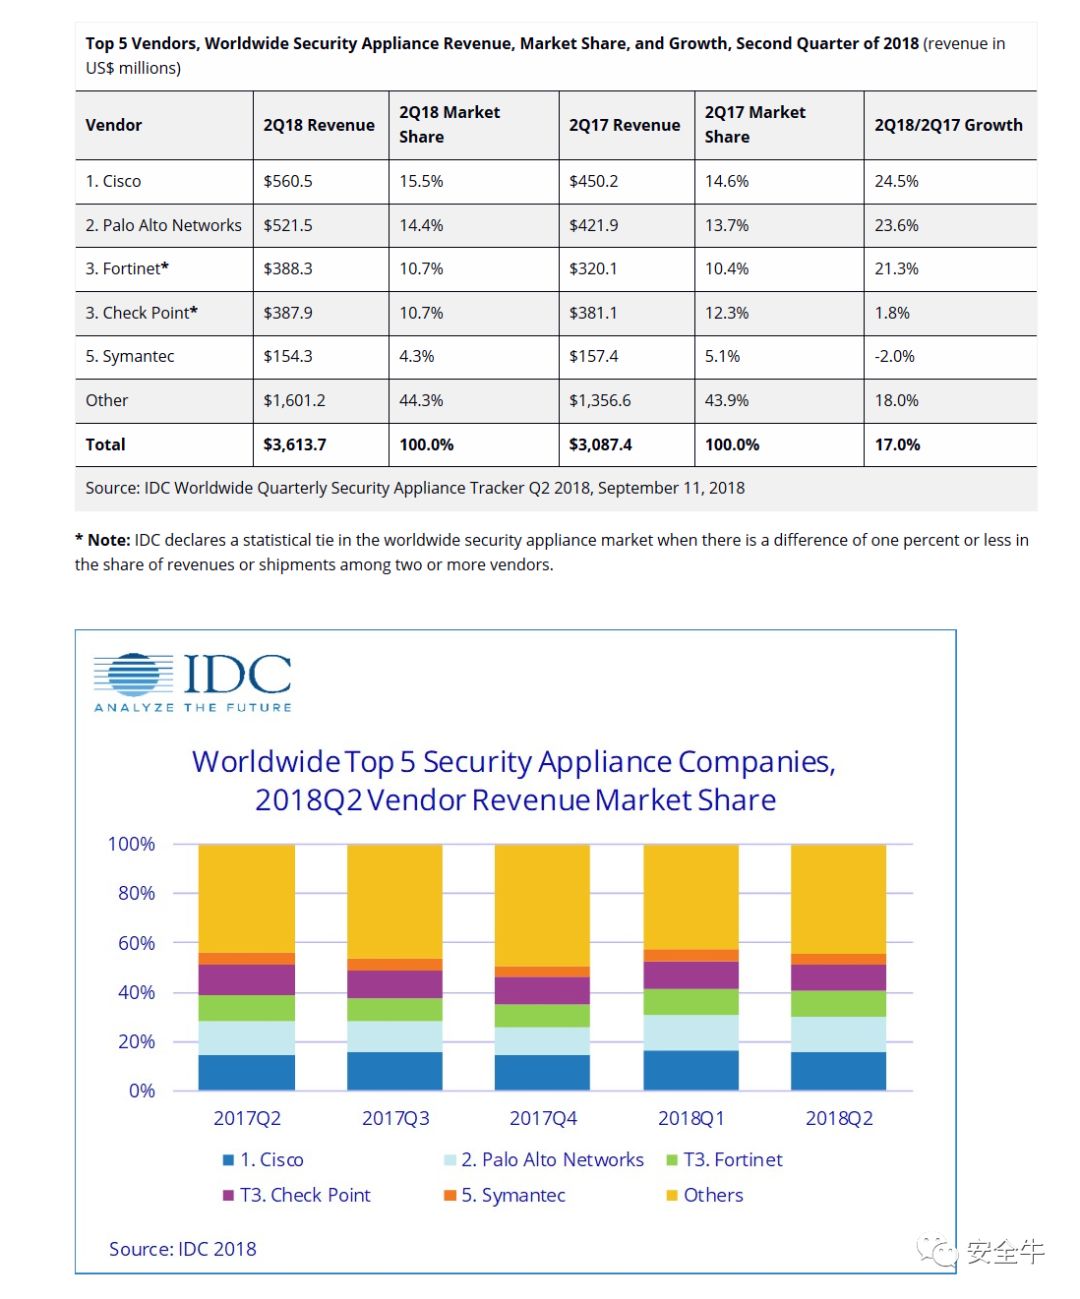 Top 5 Vendors, Worldwide Security Appliance Revenue, Market Share, and Growth, Second Quarter of 2018 (revenue in
US$ millions)
Vendor 2Q18 Revenue 2Q18 Market Share 2Q17 Revenue 2Q17 Market Share 2Q18/2Q17 Growth
1. Cisco $560.5 15.5% $450.2 14.6% 24.5%
2. Palo Alto Networks $521.5 14.4% $421.9 13.7% 23.6%
3. Fortinet* $388.3 10.7% $320.1 10.4% 21.3%
3. Check Point* $387.9 10.7% $381.1 12.3% 1.8%
5. Symantec $154.3 4.3% $157.4 5.1% -2.0%
Other $1,601.2 44.3% $1,356.6 43.9% 18.0%
Total $3,613.7 100.0% $3,087.4 100.0% 17.0%
Source: IDC Worldwide Quarterly Security Appliance Tracker Q2 2018, September 11, 2018
* Note: IDC declares a statistical tie in the worldwide security appliance market when there is a difference of one percent or less in
the share of revenues or shipments among two or more vendors.
IDC
ANALYZE THE FUTURE
Worldwide Top 5 Security Appliance Companies,
2018Q2 Vendor Revenue Market Share
100%
80%
60%
40%
20%
0%
2017Q2 2017Q3 2017Q4 2018Q1 2018Q2
1. Cisco 2. Palo Alto Networks T3. Fortinet
T3. Check Point 5. Symantec Others
Source: IDC 2018
安全牛